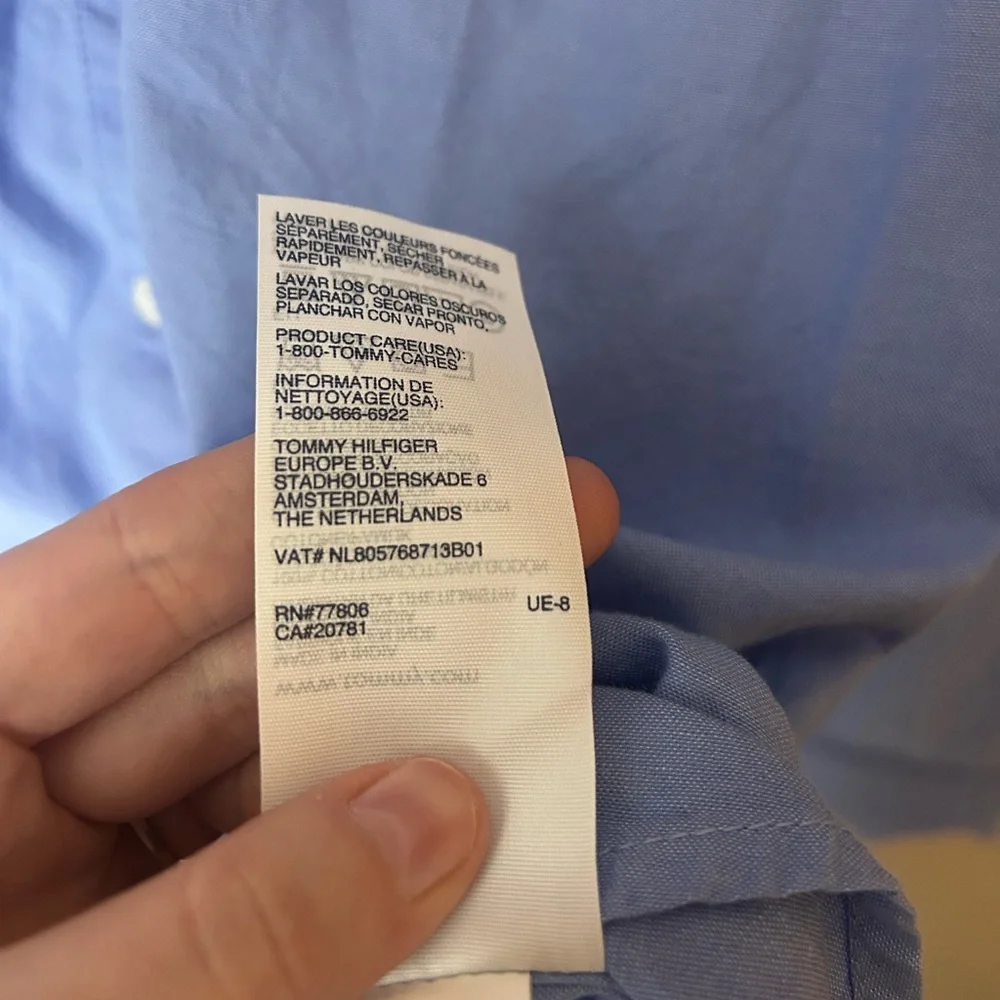 LAVER LES COULEURS FONCÉES
SÉPARÉMENT, SÉCHER
RAPIDEMENT, REPASSER À LA
VAPEUR
LAVAR LOS COLORES OSCUROS
SEPARADO, SECAR PRONTO,
PLANCHAR CON VAPOR
PRODUCT CARE(USA):
1-800-TOMMY-CARES
INFORMATION DE
NETTOYAGE(USA):
1-800-866-6922
TOMMY HILFIGER
EUROPE B.V.
STADHOUDERSKADE 6
AMSTERDAM,
THE NETHERLANDS
VAT# NL805768713B01
RN#77806 UE-8
CA#20781